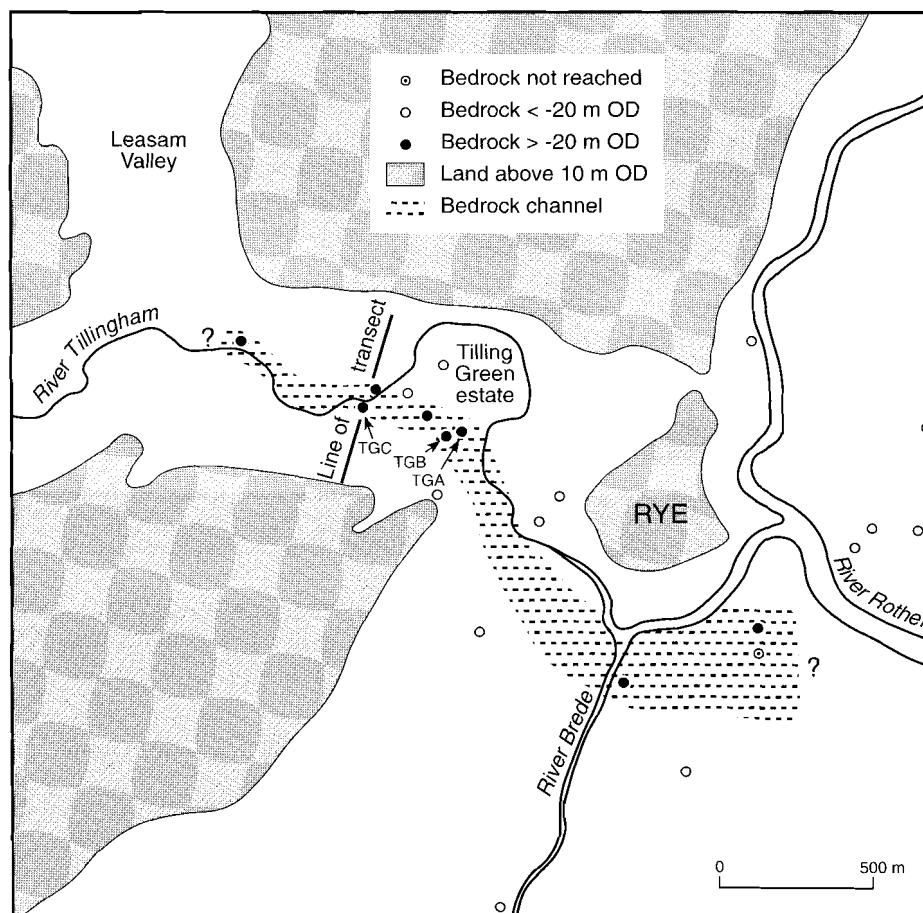 Bedrock not reached
Bedrock < -20 m OD
Bedrock > -20 m OD
Land above 10 m OD
Bedrock channel
Leasam
Valley
River Tillingham
?
Line of transect
Tilling
Green
estate
TGC
TGB
TGA
RYE
River Rother
?
River Brede
0 500 m